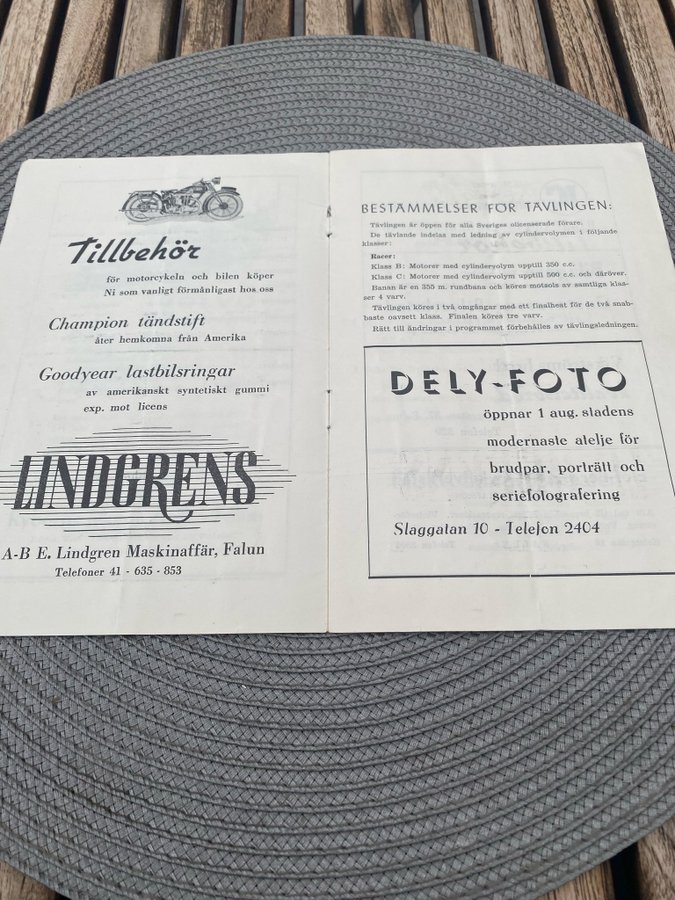 Tillbehör
för motorcykeln och bilen köper
Ni som vanligt förmånligast hos oss
Champion tändstift
åter hemkomna från Amerika
Goodyear lastbilsringar
av amerikanskt syntetiskt gummi
exp. mot licens
LINDGRENS
A-B E. Lindgren Maskinaffär, Falun
Telefoner 41 - 635 - 853
BESTÄMMELSER FÖR TÄVLINGEN:
Tävlingen är öppen för alla Sveriges olicenserade förare.
De tävlande indelas med ledning av cylindervolymen i följande
klasser:
Racer:
Klass B: Motorer med cylindervolym upptill 350 c.c.
Klass C: Motorer med cylindervolym upptill 500 c.c. och däröver.
Banan är en 355 m. rundbana och köres motsols av samtliga klas-
ser 4 varv.
Tävlingen köres i två omgångar med ett finalheat för de två snab-
baste oavsett klass. Finalen köres tre varv.
Rätt till ändringar i programmet förbehålles av tävlingsledningen.
DELY-FOTO
öppnar 1 aug. stadens
modernaste ateljé för
brudpar, porträtt och
seriefotografering
Slaggatan 10 - Telefon 2404